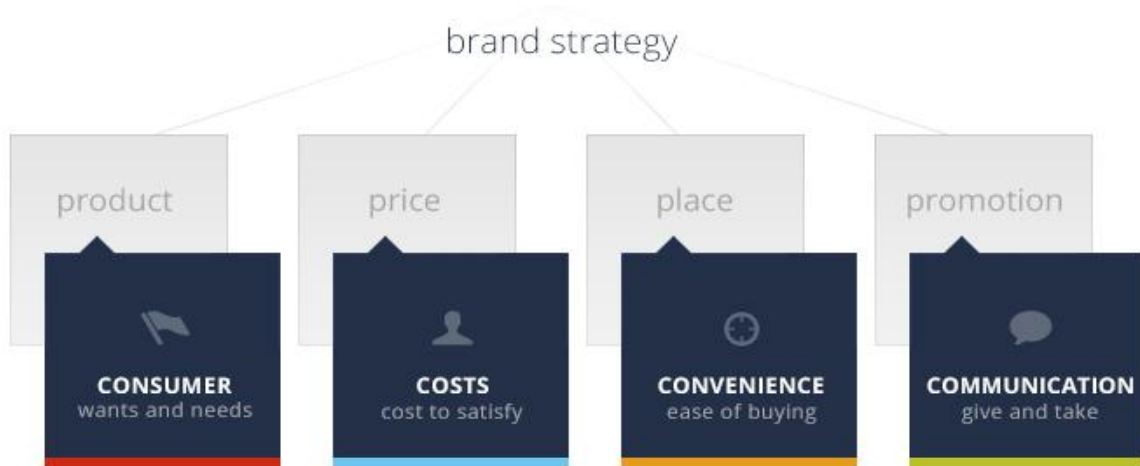 brand strategy
product
price
place
promotion
CONSUMER
wants and needs
COSTS
cost to satisfy
CONVENIENCE
ease of buying
COMMUNICATION
give and take